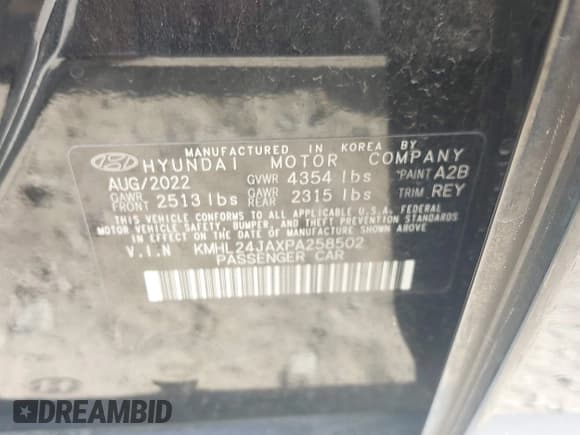 MANUFACTURED IN KOREA BY
HYUNDAI MOTOR COMPANY
AUG/2022 GVWR 4354 lbs *PAINT A2B
GAWR FRONT 2513 lbs GAWR REAR 2315 lbs TRIM REY
THIS VEHICLE CONFORMS TO ALL APPLICABLE U.S.A. FEDERAL
MOTOR VEHICLE SAFETY, BUMPER, AND THEFT PREVENTION STANDARDS
IN EFFECT ON THE DATE OF MANUFACTURE SHOWN ABOVE
V.I.N KMHL24JAXPA258502
PASSENGER CAR
DREAMBID